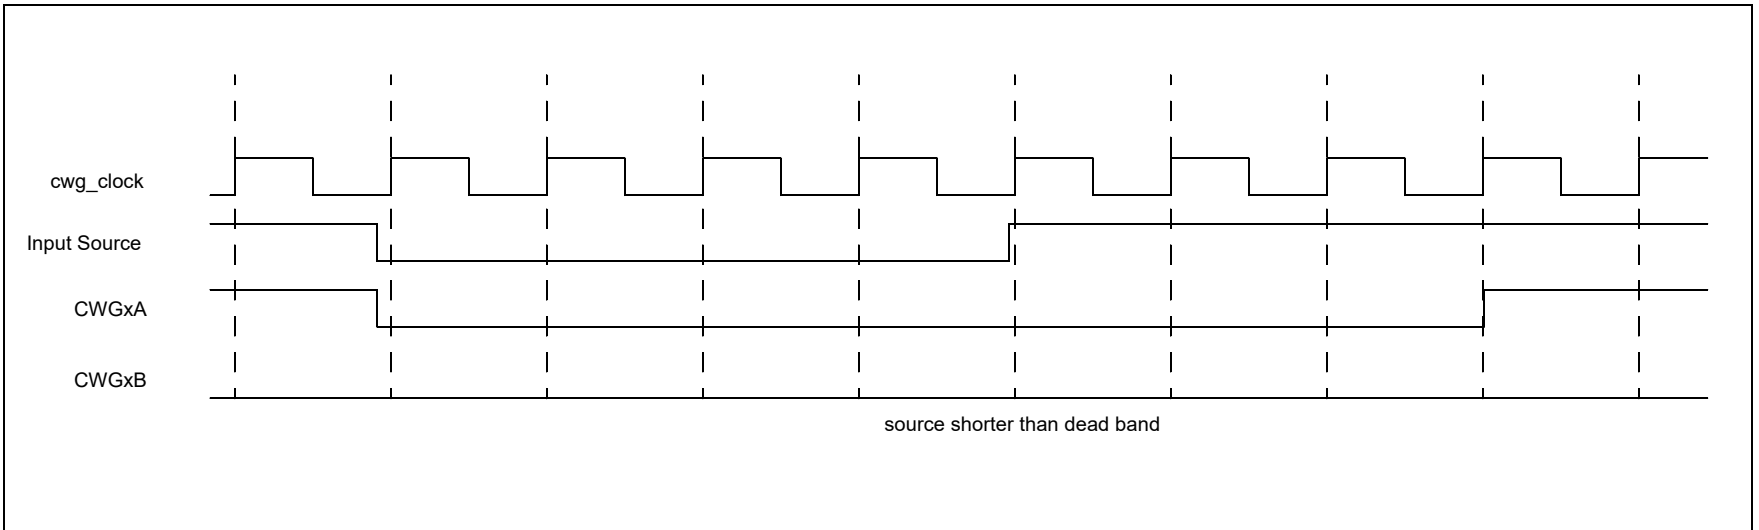 cwg_clock
Input Source
CWGxA
CWGxB
source shorter than dead band